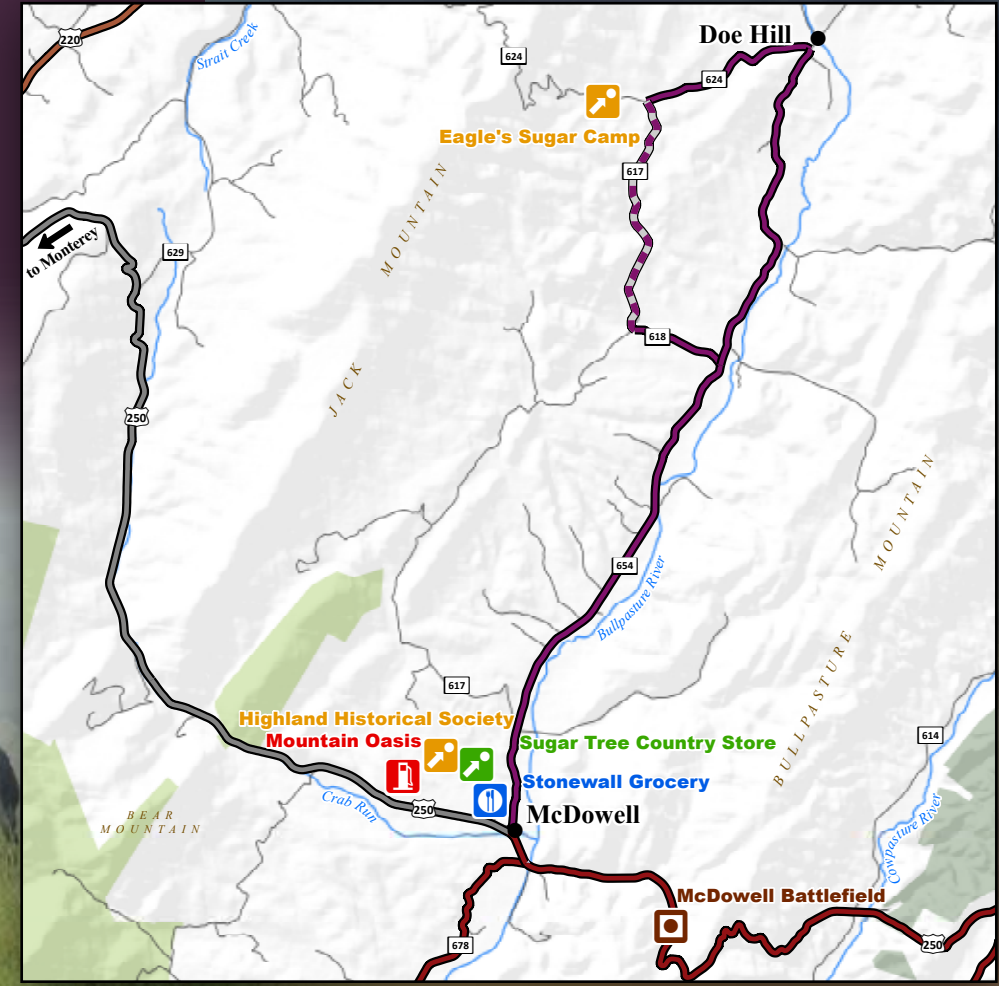 220
Strait Creek
624
Doe Hill
624
Eagle's Sugar Camp
617
to Monterey
629
JACK MOUNTAIN
618
250
BULLPASTURE MOUNTAIN
654
Bullpasture River
617
Highland Historical Society
Mountain Oasis
Sugar Tree Country Store
614
Stonewall Grocery
Crab Run
250
McDowell
BEAR
MOUNTAIN
Cowpasture River
McDowell Battlefield
678
250